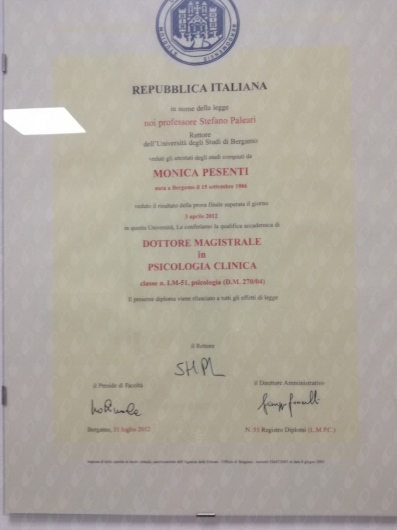 REPUBBLICA ITALIANA
in nome della legge
noi professore Stefano Paleari
Rettore
dell'Università degli Studi di Bergamo
veduti gli attestati degli studi compiuti da
MONICA PESENTI
nata a Bergamo il 15 settembre 1986
veduto il risultato della prova finale superata il giorno
3 aprile 2012
in questa Università, Le conferiamo la qualifica accademica di
DOTTORE MAGISTRALE
in
PSICOLOGIA CLINICA
classe n. LM-51, psicologia (D.M. 270/04)
Il presente diploma viene rilasciato a tutti gli effetti di legge
il Rettore
il Preside di Facoltà
il Direttore Amministrativo
Bergamo, 31 luglio 2012
N. 53 Registro Diplomi (L.M P.C.)